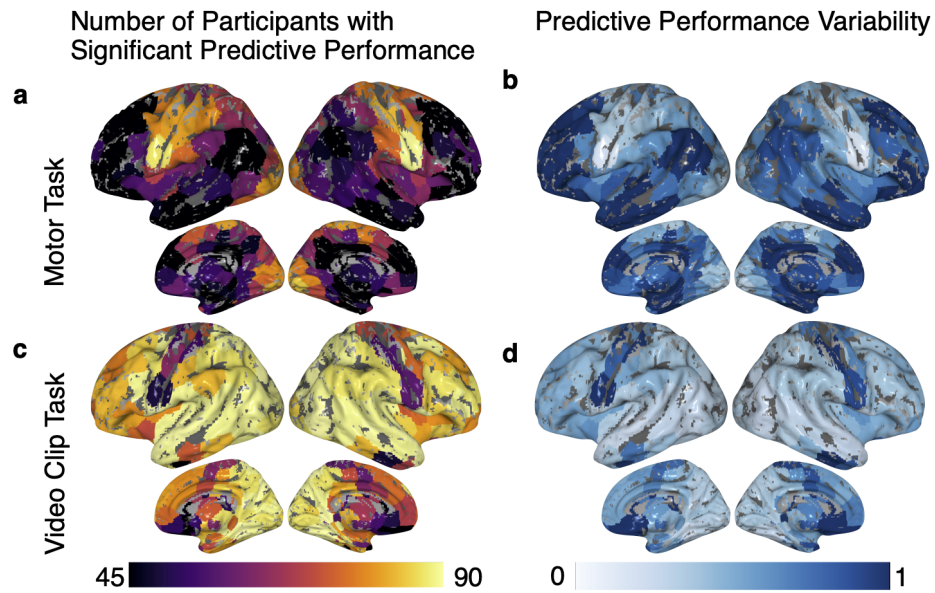 Number of Participants with
Significant Predictive Performance
Predictive Performance Variability
a
b
Motor Task
c
d
Video Clip Task
45
90
0
1